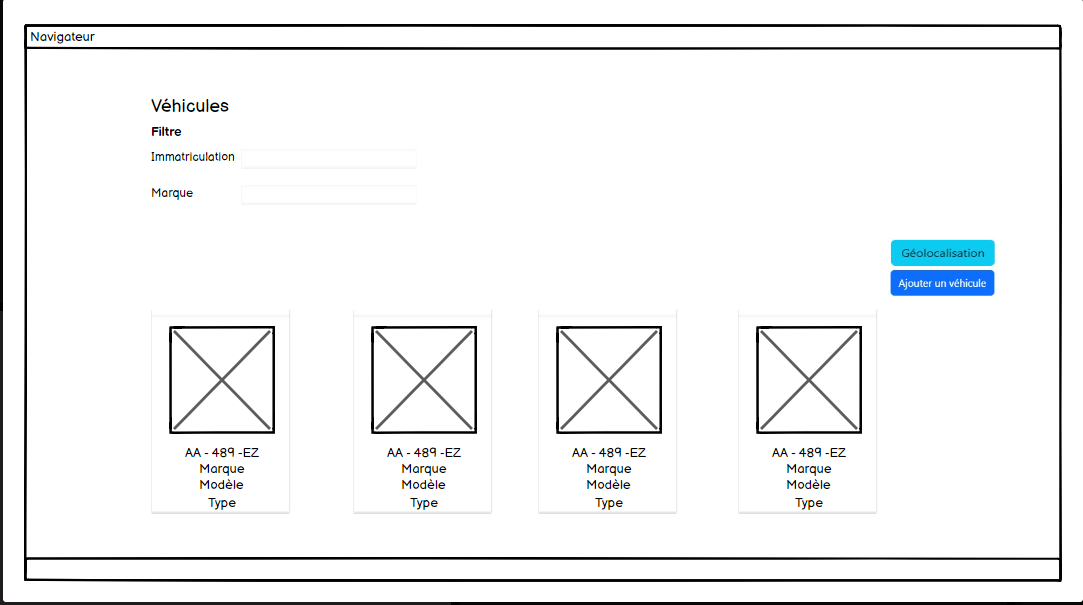 Navigateur
Véhicules
Filtre
Immatriculation
Marque
Géolocalisation
Ajouter un véhicule
AA - 489 -EZ
Marque
Modèle
Type
AA - 489 -EZ
Marque
Modèle
Type
AA - 489 -EZ
Marque
Modèle
Type
AA - 489 -EZ
Marque
Modèle
Type